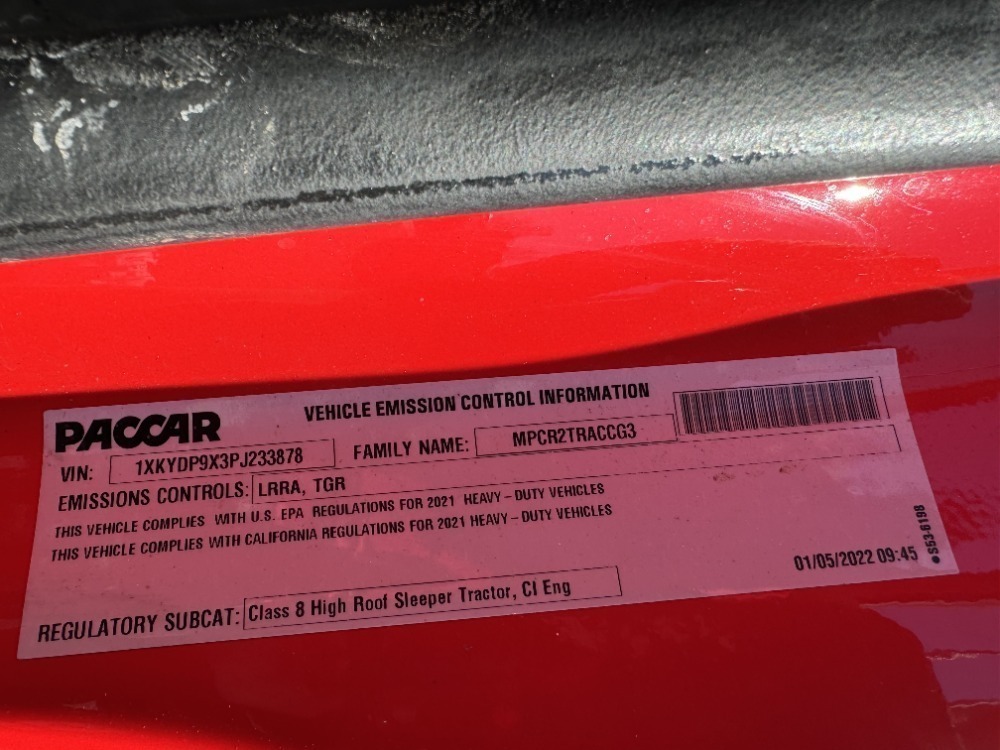 PACCAR
VEHICLE EMISSION CONTROL INFORMATION
VIN: 1XKYDP9X3PJ233878 FAMILY NAME: MPCR2TRACCG3
EMISSIONS CONTROLS: LRRA, TGR
THIS VEHICLE COMPLIES WITH U.S. EPA REGULATIONS FOR 2021 HEAVY - DUTY VEHICLES
THIS VEHICLE COMPLIES WITH CALIFORNIA REGULATIONS FOR 2021 HEAVY - DUTY VEHICLES
01/05/2022 09:45
S53-6198
REGULATORY SUBCAT: Class 8 High Roof Sleeper Tractor, CI Eng